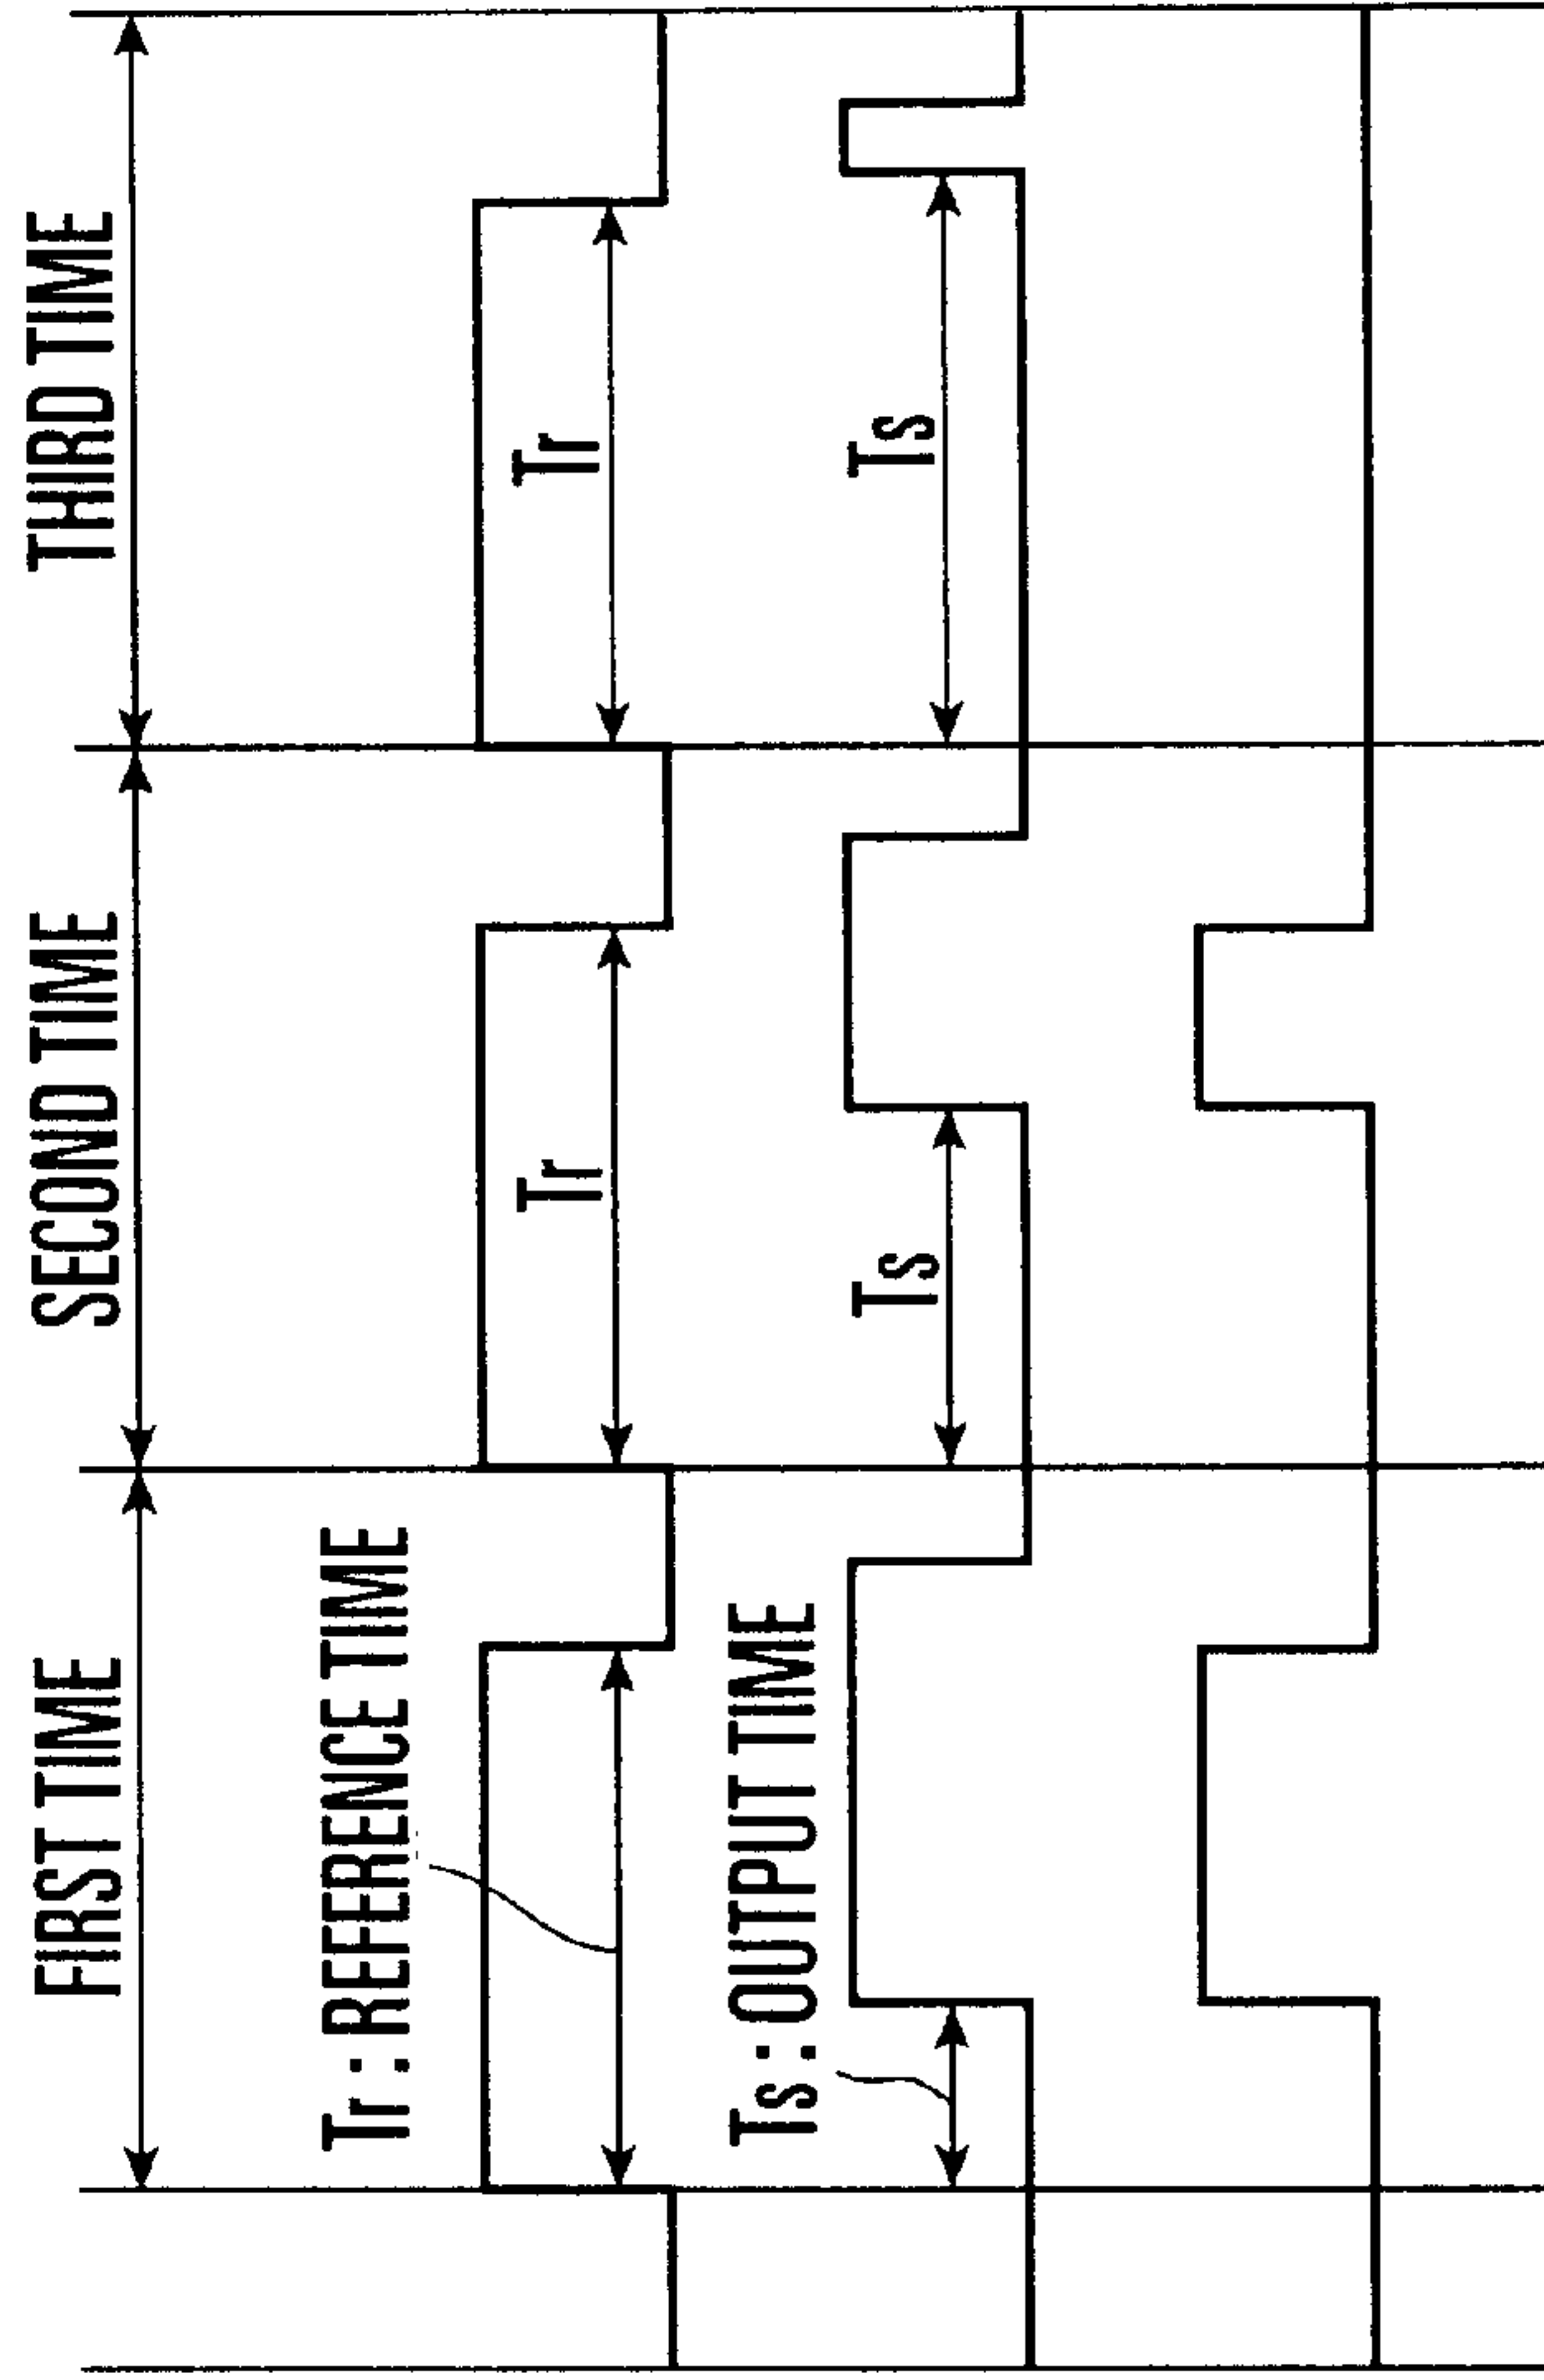 FIRST TIME
SECOND TIME
THIRD TIME
Tr : REFERENCE TIME
Tr
Tr
Ts : OUTPUT TIME
Ts
Ts